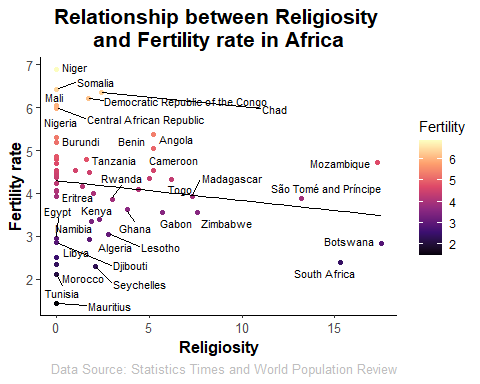 Relationship between Religiosity
and Fertility rate in Africa
Fertility rate
7
6
5
4
3
2
Niger
Somalia
Mali
Democratic Republic of the Congo
Chad
Central African Republic
Nigeria
Burundi
Benin
Angola
Tanzania
Cameroon
Mozambique
Rwanda
Madagascar
Togo
São Tomé and Príncipe
Eritrea
Egypt
Kenya
Namibia
Ghana
Gabon
Zimbabwe
Libya
Algeria
Lesotho
Botswana
Djibouti
South Africa
Morocco
Seychelles
Tunisia
Mauritius
0
5
10
15
Religiosity
Fertility
6
5
4
3
2
Data Source: Statistics Times and World Population Review